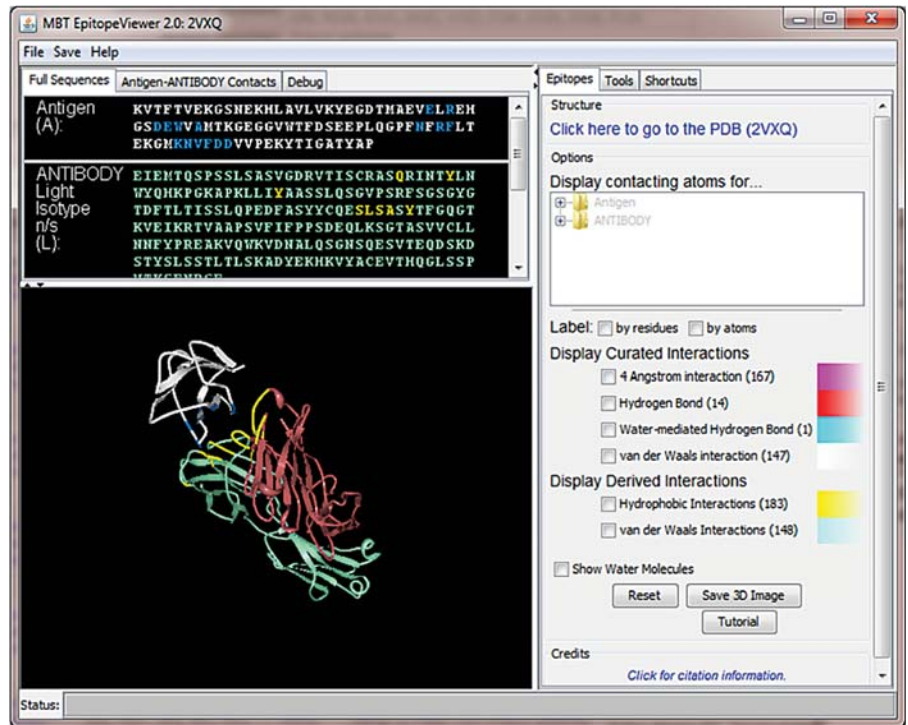 MBT EpitopeViewer 2.0: 2VXQ
File Save Help
Full Sequences Antigen-ANTIBODY Contacts Debug
Antigen (A):
KVTFTVEKGSNEKHLAVLVKYEGDTMAEVELREH
GSDEWVAMTKGEGGVWTFDSEEPLQGPFNFRFLT
EKGMKNVFDDVVPEKYTIGATYAP
ANTIBODY Light Isotype n/s (L):
EIEMTQSPSSLSASVGDRVTISCRASQRINTYLN
WYQHKPGKAPKLLIYAASSLQSGVPSRFSGSGYG
TDFTLTISSLQPEDFASYYCQESLSASYTFGQGT
KVEIKRTVAAPSVFIFPPSDEQLKSGTASVVCLL
NNFYPREAKVQWKVDNALQSGNSQESVTEQDSKD
STYSLSSTLTLSKADYEKHKVYACEVTHQGLSSP
Epitopes Tools Shortcuts
Structure
Click here to go to the PDB (2VXQ)
Options
Display contacting atoms for...
Antigen
ANTIBODY
Label: by residues by atoms
Display Curated Interactions
4 Angstrom interaction (167)
Hydrogen Bond (14)
Water-mediated Hydrogen Bond (1)
van der Waals interaction (147)
Display Derived Interactions
Hydrophobic Interactions (183)
van der Waals Interactions (148)
Show Water Molecules
Reset Save 3D Image
Tutorial
Credits
Click for citation information.
Status: